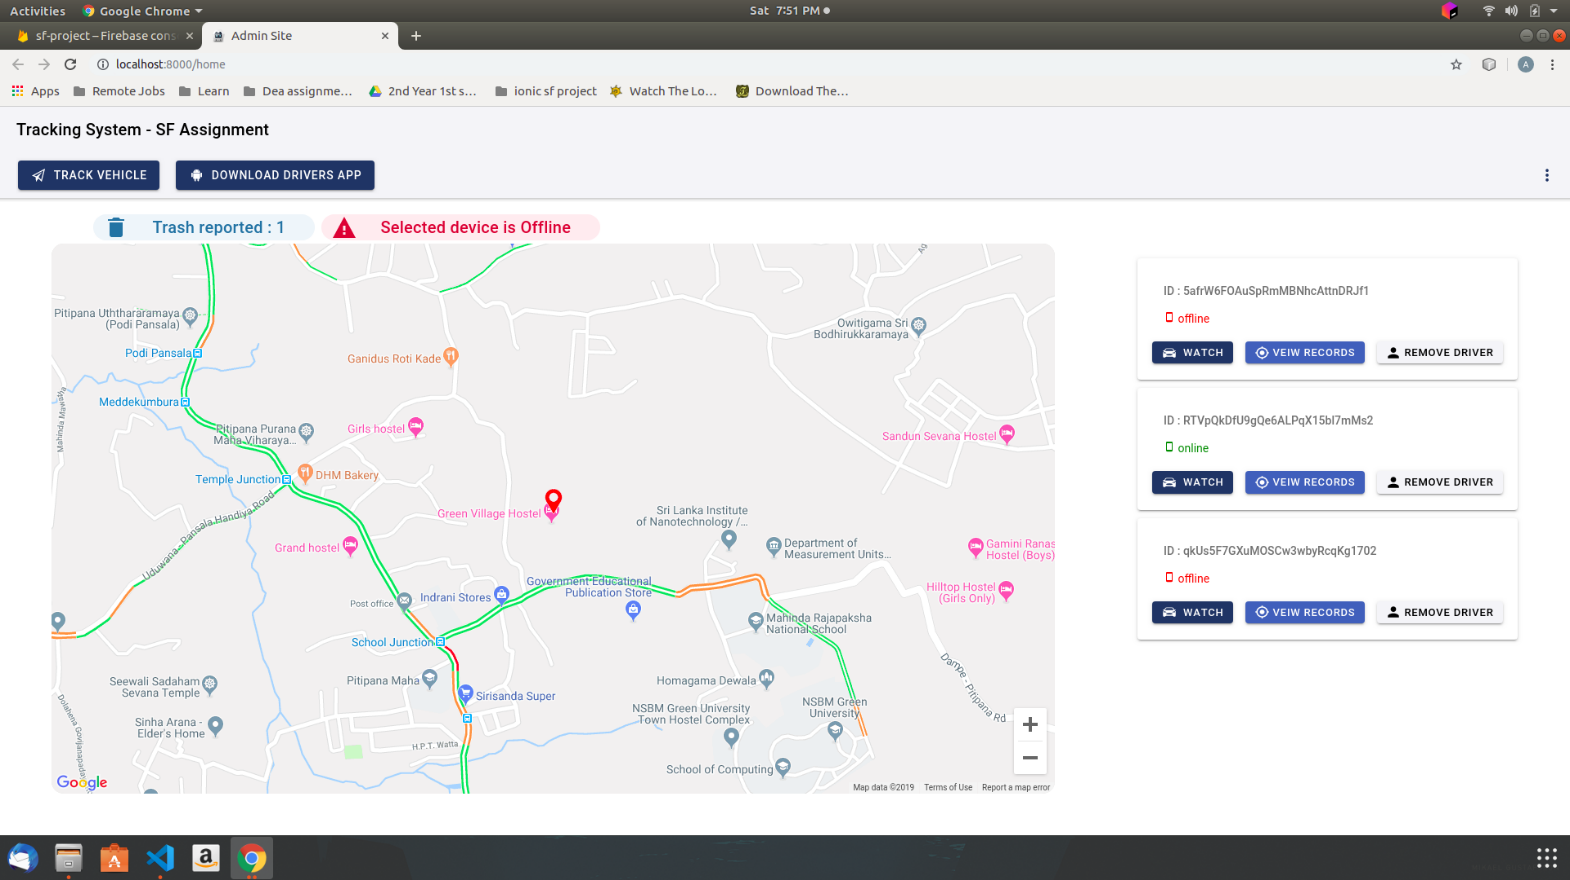 Activities
Google Chrome
Sat 7:51 PM
sf-project – Firebase cons
Admin Site
localhost:8000/home
A
Apps
Remote Jobs
Learn
Dea assignme...
2nd Year 1st s...
ionic sf project
Watch The Lo...
Download The...
Tracking System - SF Assignment
TRACK VEHICLE
DOWNLOAD DRIVERS APP
Trash reported : 1
Selected device is Offline
Pitipana Uththararamaya
(Podi Pansala)
Podi Pansala
Owitigama Sri
Bodhirukkaramaya
Ganidus Roti Kade
Meddekumbura
Pitipana Purana
Maha Viharaya...
Girls hostel
Sandun Sevana Hostel
Temple Junction
DHM Bakery
Uduwana - Pansala Handiya Road
Green Village Hostel
Sri Lanka Institute
of Nanotechnology /...
Grand hostel
Department of
Measurement Units...
Gamini Ranas
Hostel (Boys)
Government Educational
Publication Store
Hilltop Hostel
(Girls Only)
Indrani Stores
Post office
Mahinda Rajapaksha
National School
School Junction
Dampe - Pitipana Rd
Pitipana Maha
Seewali Sadaham
Sevana Temple
Homagama Dewala
Sirisanda Super
NSBM Green University
Town Hostel Complex
NSBM Green
University
Sinha Arana -
Elder's Home
H.P.T. Watta
School of Computing
Google
Map data ©2019
Terms of Use
Report a map error
ID : 5afrW6FOAuSpRmMBNhcAttnDRJf1
offline
WATCH
VEIW RECORDS
REMOVE DRIVER
ID : RTVpQkDfU9gQe6ALPqX15bI7mMs2
online
WATCH
VEIW RECORDS
REMOVE DRIVER
ID : qkUs5F7GXuMOSCw3wbyRcqKg1702
offline
WATCH
VEIW RECORDS
REMOVE DRIVER